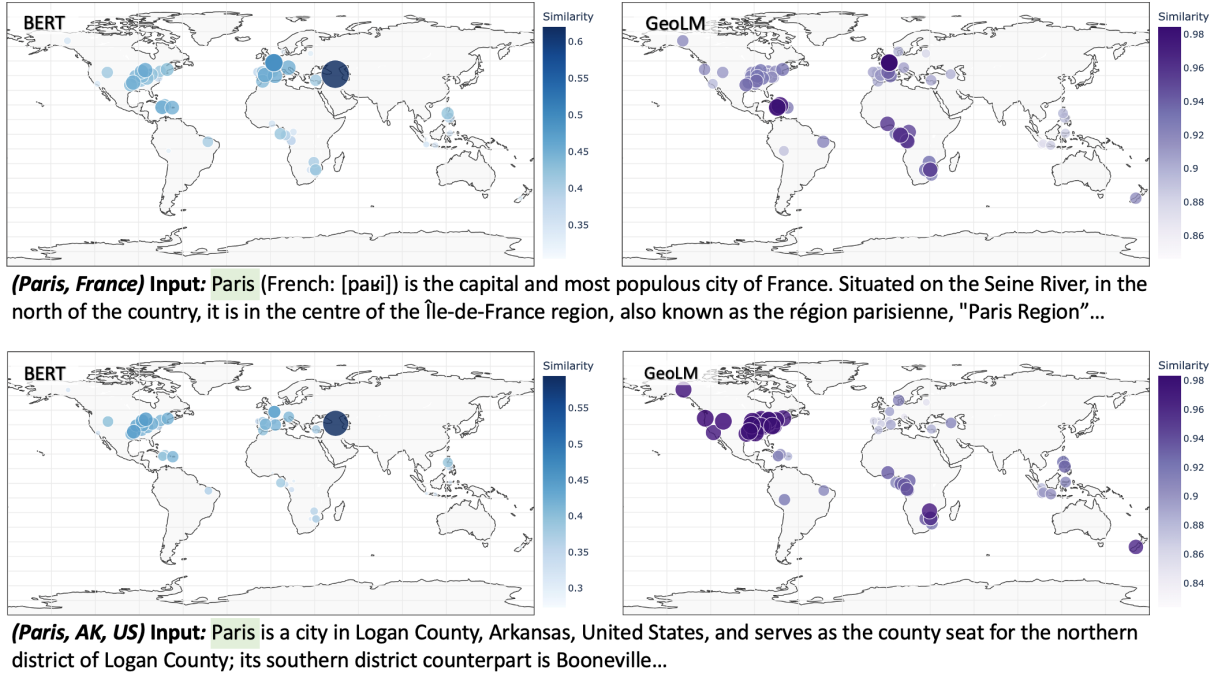 BERT
Similarity
0.6
0.55
0.5
0.45
0.4
0.35
GeoLM
Similarity
0.98
0.96
0.94
0.92
0.9
0.88
0.86
(Paris, France) Input: Paris (French: [paʁi]) is the capital and most populous city of France. Situated on the Seine River, in the
north of the country, it is in the centre of the Île-de-France region, also known as the région parisienne, "Paris Region”...
BERT
Similarity
0.55
0.5
0.45
0.4
0.35
0.3
GeoLM
Similarity
0.98
0.96
0.94
0.92
0.9
0.88
0.86
0.84
(Paris, AK, US) Input: Paris is a city in Logan County, Arkansas, United States, and serves as the county seat for the northern
district of Logan County; its southern district counterpart is Booneville...